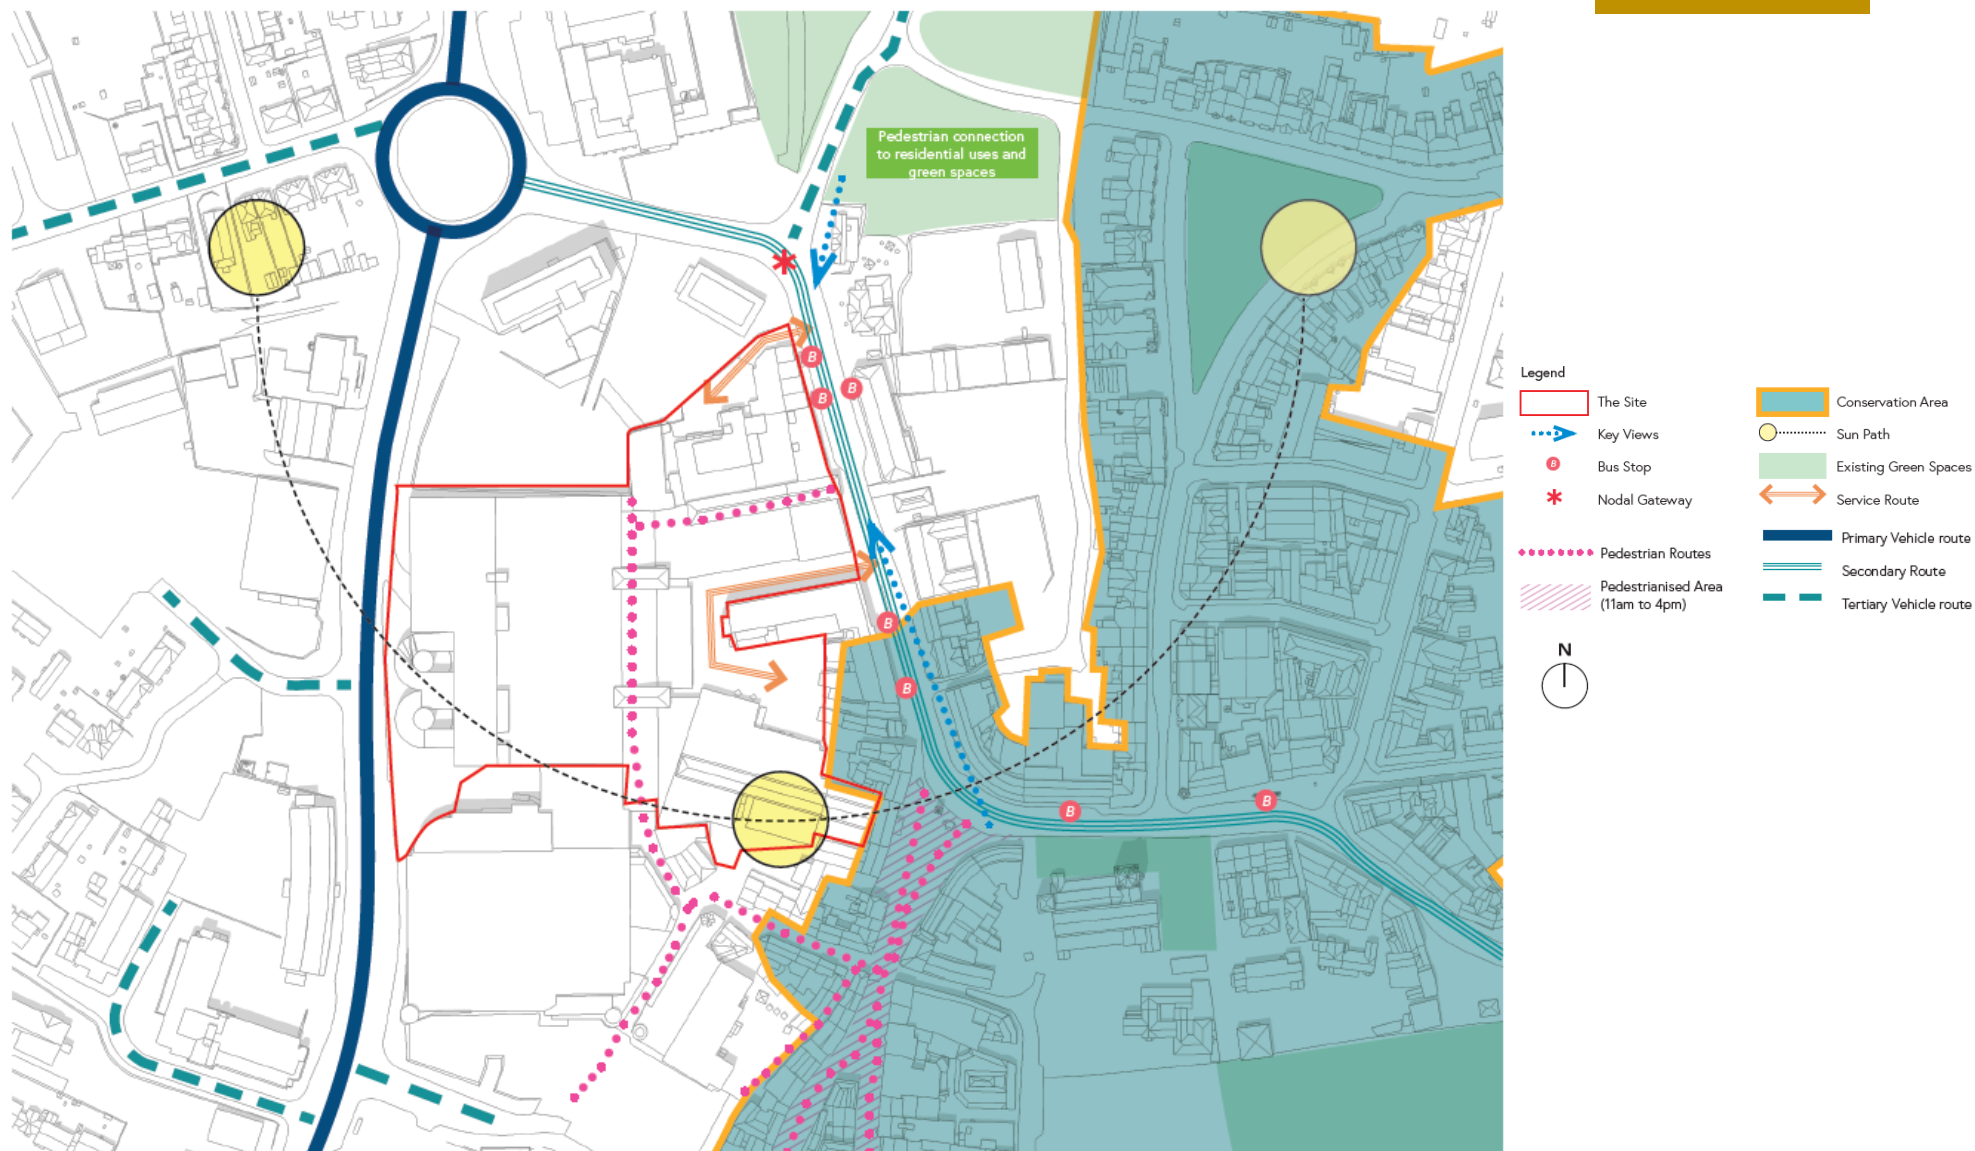 Pedestrian connection
to residential uses and
green spaces
B
B
B
B
B
B
B
Legend
The Site
Key Views
B
Bus Stop
Nodal Gateway
Pedestrian Routes
Pedestrianised Area
(11am to 4pm)
Conservation Area
Sun Path
Existing Green Spaces
Service Route
Primary Vehicle route
Secondary Route
Tertiary Vehicle route
N